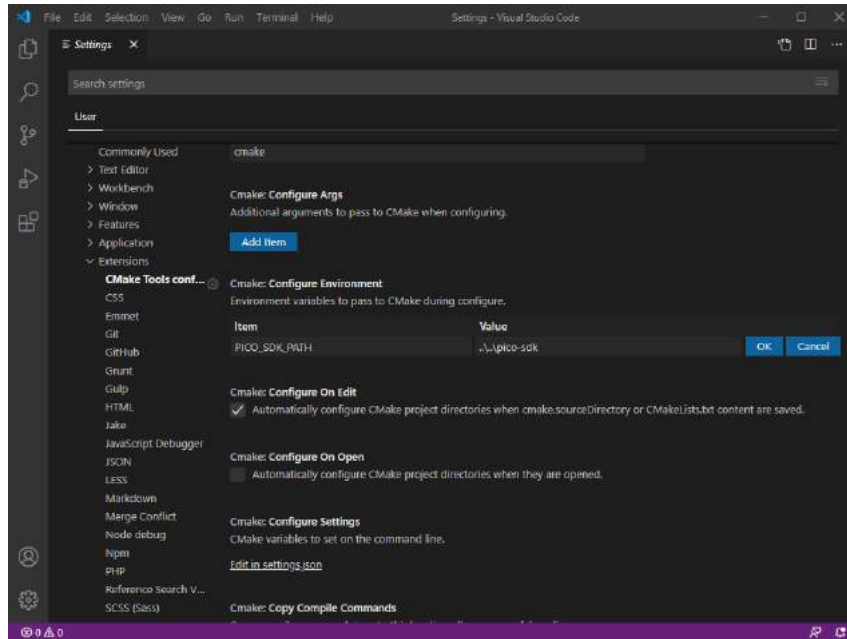 File Edit Selection View Go Run Terminal Help Settings - Visual Studio Code
Settings
Search settings
User
Commonly Used
Text Editor
Workbench
Window
Features
Application
Extensions
CMake Tools conf...
CSS
Emmet
Git
GitHub
Grunt
Gulp
HTML
Jake
JavaScript Debugger
JSON
LESS
Markdown
Merge Conflict
Node debug
Npm
PHP
Reference Search V...
SCSS (Sass)
cmake
Cmake: Configure Args
Additional arguments to pass to CMake when configuring.
Add Item
Cmake: Configure Environment
Environment variables to pass to CMake during configure.
Item Value
PICO_SDK_PATH ..\..\pico-sdk OK Cancel
Cmake: Configure On Edit
Automatically configure CMake project directories when cmake.sourceDirectory or CMakeLists.txt content are saved.
Cmake: Configure On Open
Automatically configure CMake project directories when they are opened.
Cmake: Configure Settings
CMake variables to set on the command line.
Edit in settings.json
Cmake: Copy Compile Commands
0 0